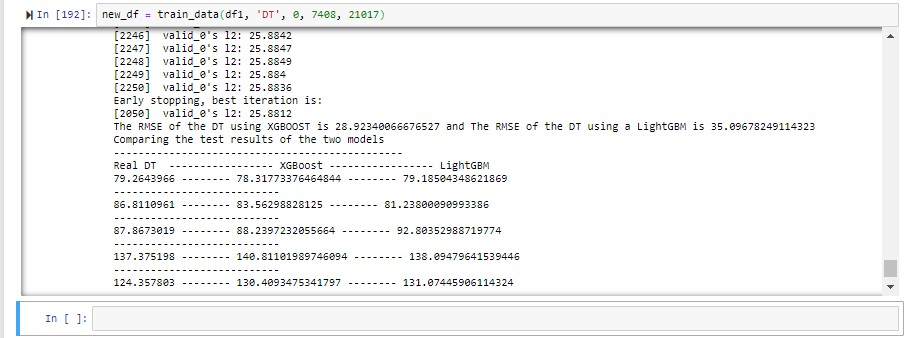 In [192]: new_df = train_data(df1, 'DT', 0, 7408, 21017)
[2246] valid_0's l2: 25.8842
[2247] valid_0's l2: 25.8847
[2248] valid_0's l2: 25.8849
[2249] valid_0's l2: 25.884
[2250] valid_0's l2: 25.8836
Early stopping, best iteration is:
[2050] valid_0's l2: 25.8812
The RMSE of the DT using XGBOOST is 28.92340066676527 and The RMSE of the DT using a LightGBM is 35.09678249114323
Comparing the test results of the two models
-----------------------------------------------
Real DT ----------------- XGBoost ----------------- LightGBM
79.2643966 -------- 78.31773376464844 -------- 79.18504348621869
---------------------------
86.8110961 -------- 83.56298828125 -------- 81.23800090993386
---------------------------
87.8673019 -------- 88.2397232055664 -------- 92.80352988719774
---------------------------
137.375198 -------- 140.81101989746094 -------- 138.09479641539446
---------------------------
124.357803 -------- 130.4093475341797 -------- 131.07445906114324
In [ ]: